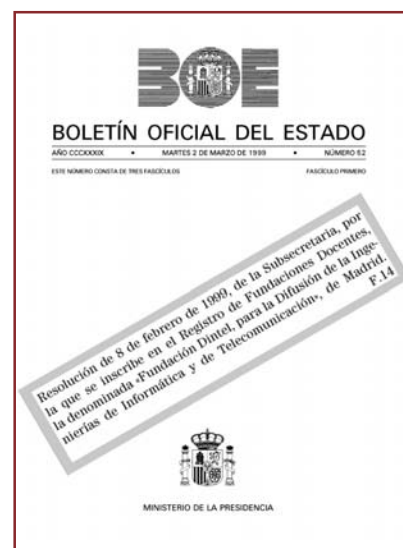 BOE
BOLETÍN OFICIAL DEL ESTADO
AÑO CCCXXXIX • MARTES 2 DE MARZO DE 1999 • NÚMERO 52
ESTE NÚMERO CONSTA DE TRES FASCÍCULOS FASCÍCULO PRIMERO
Resolución de 8 de febrero de 1999, de la Subsecretaria, por
la que se inscribe en el Registro de Fundaciones Docentes,
la denominada «Fundación Dintel, para la Difusión de la Inge-
nierías de Informática y de Telecomunicación», de Madrid.
F.14
MINISTERIO DE LA PRESIDENCIA